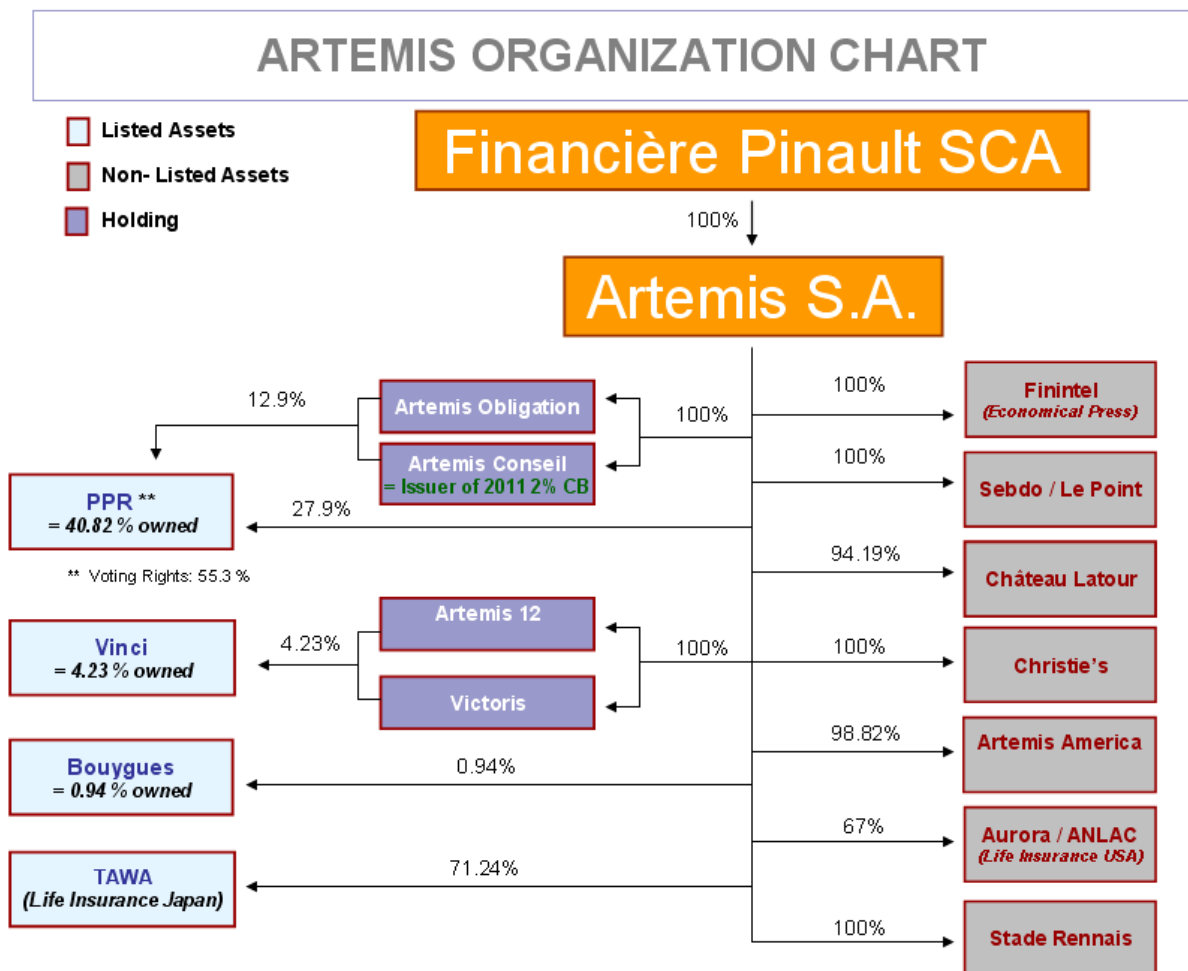 ARTEMIS ORGANIZATION CHART
Listed Assets
Non- Listed Assets
Holding
Financière Pinault SCA
100%
Artemis S.A.
12.9%
Artemis Obligation
100%
Artemis Conseil
= Issuer of 2011 2% CB
PPR **
= 40.82 % owned
27.9%
** Voting Rights: 55.3 %
Artemis 12
Vinci
= 4.23 % owned
4.23%
100%
Victoris
Bouygues
= 0.94 % owned
0.94%
TAWA
(Life Insurance Japan)
71.24%
100%
Finintel
(Economical Press)
100%
Sebdo / Le Point
94.19%
Château Latour
100%
Christie's
98.82%
Artemis America
67%
Aurora / ANLAC
(Life Insurance USA)
100%
Stade Rennais